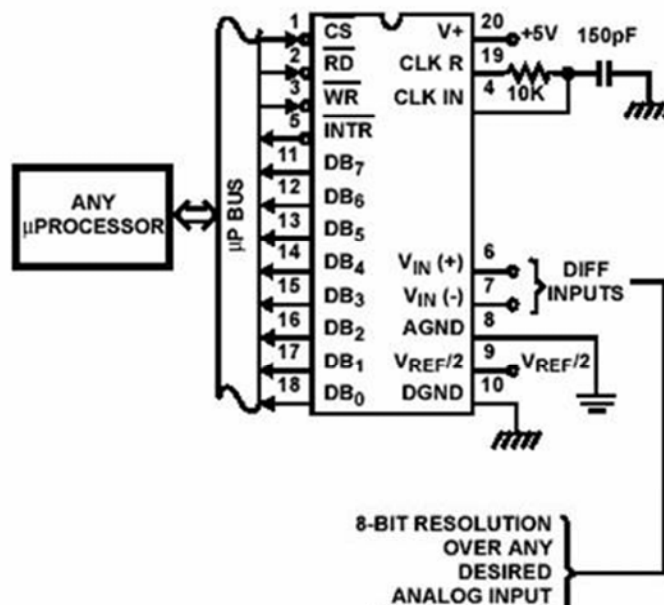 ANY
µPROCESSOR
µP BUS
1 CS
2 RD
3 WR
5 INTR
11 DB7
12 DB6
13 DB5
14 DB4
15 DB3
16 DB2
17 DB1
18 DB0
V+ 20 +5V
CLK R 19
CLK IN 4
10K
150pF
VIN (+) 6
VIN (-) 7
AGND 8
VREF/2 9 VREF/2
DGND 10
DIFF
INPUTS
8-BIT RESOLUTION
OVER ANY
DESIRED
ANALOG INPUT